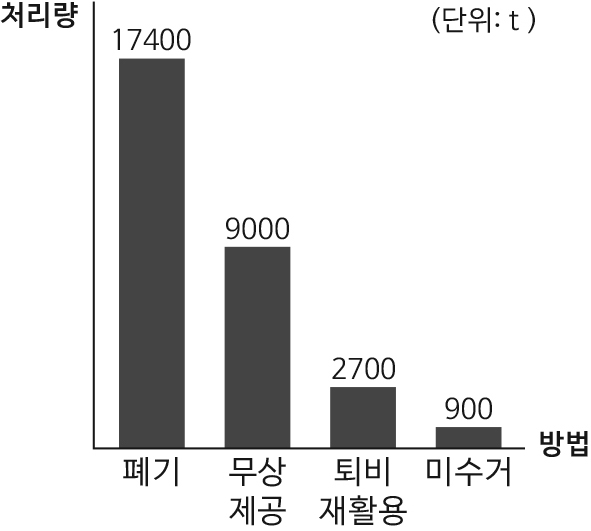 처리량
(단위: t )
17400
9000
2700
900
방법
폐기
무상
제공
퇴비
재활용
미수거